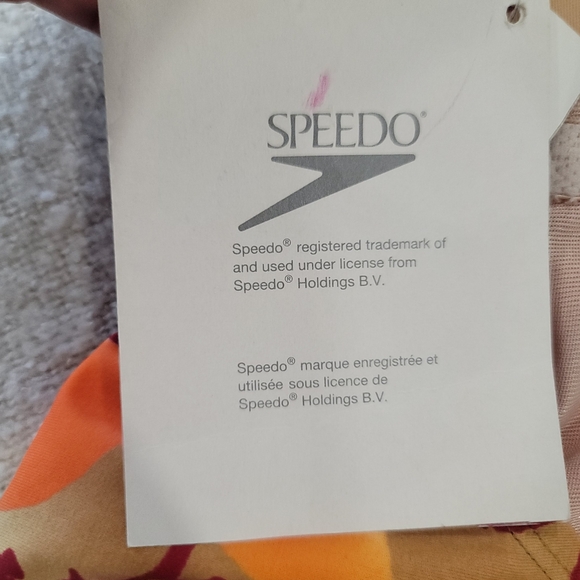 SPEEDO®
Speedo® registered trademark of
and used under license from
Speedo® Holdings B.V.
Speedo® marque enregistrée et
utilisée sous licence de
Speedo® Holdings B.V.